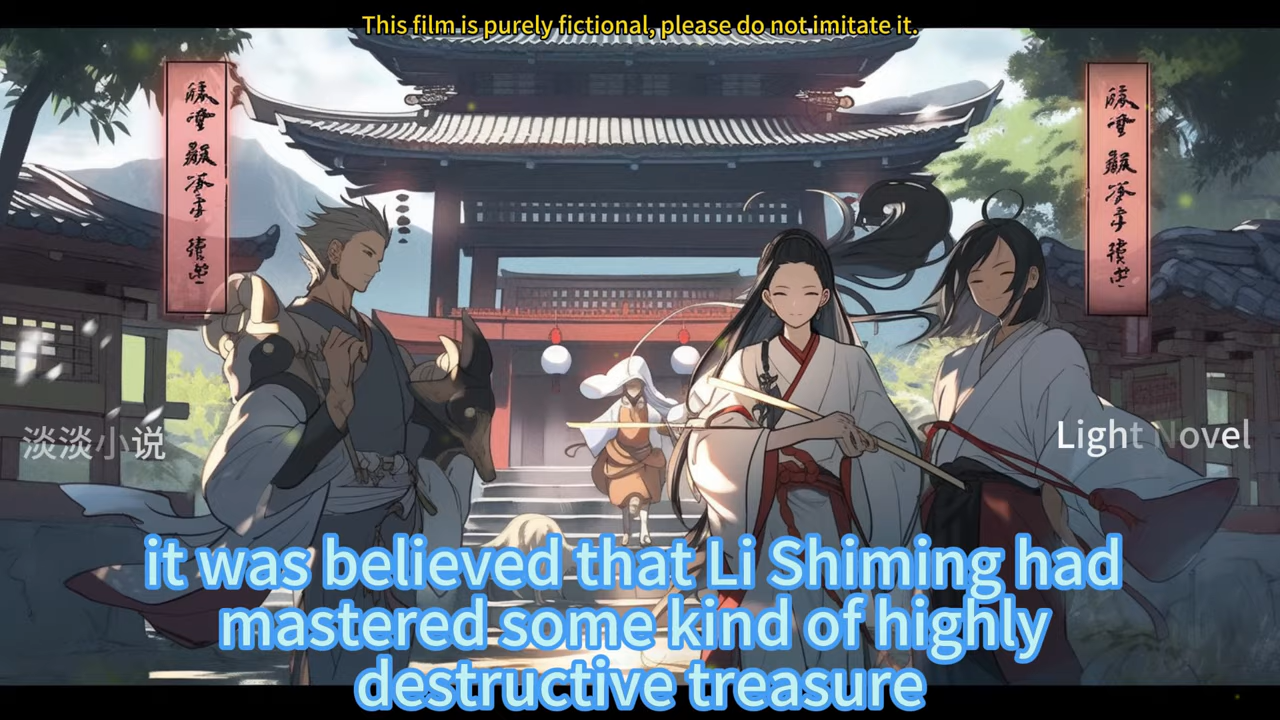 This film is purely fictional, please do not imitate it.
淡淡小说
Light Novel
it was believed that Li Shiming had
mastered some kind of highly
destructive treasure